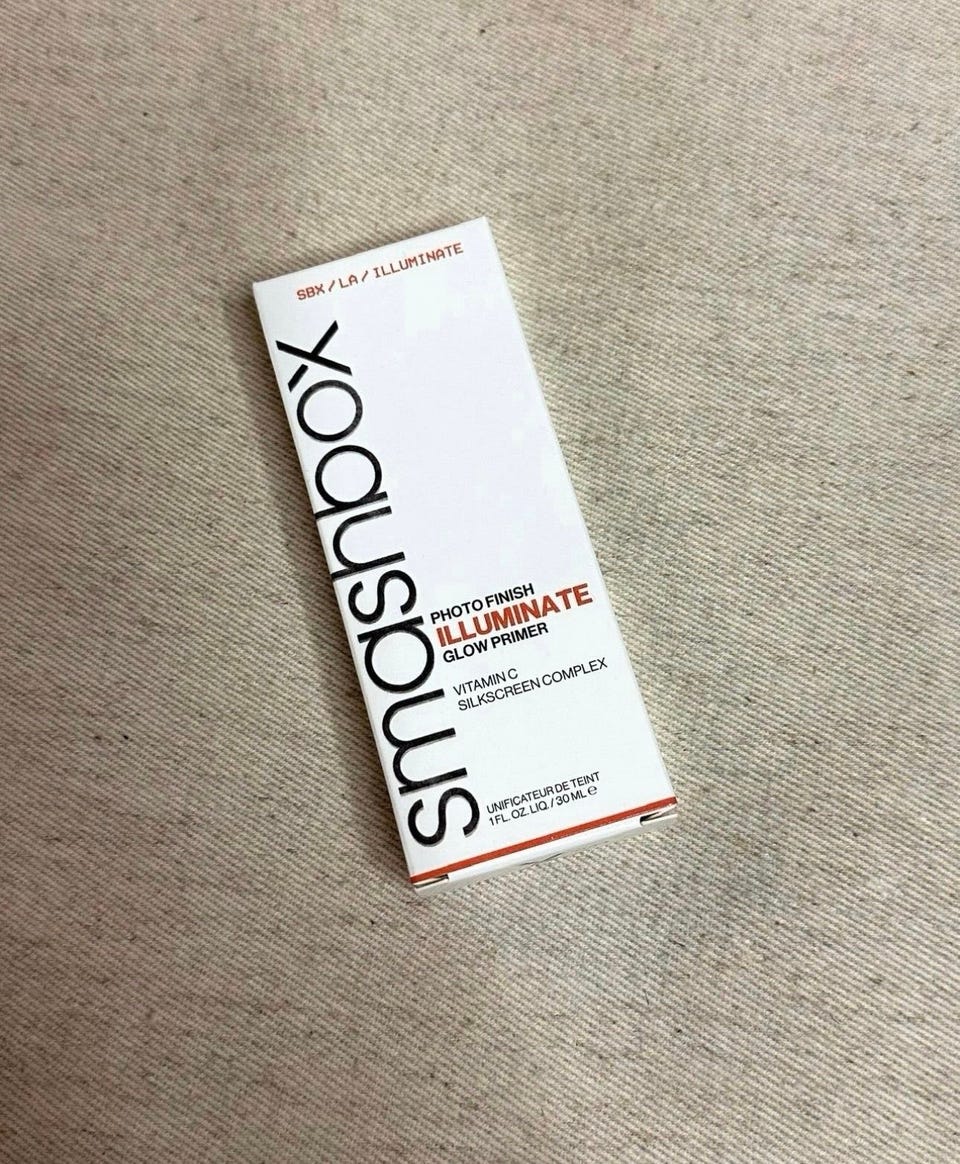 SBX / LA / ILLUMINATE
smashbox
PHOTO FINISH
ILLUMINATE
GLOW PRIMER
VITAMIN C
SILKSCREEN COMPLEX
UNIFICATEUR DE TEINT
1 FL. OZ. LIQ. / 30 ML ℮